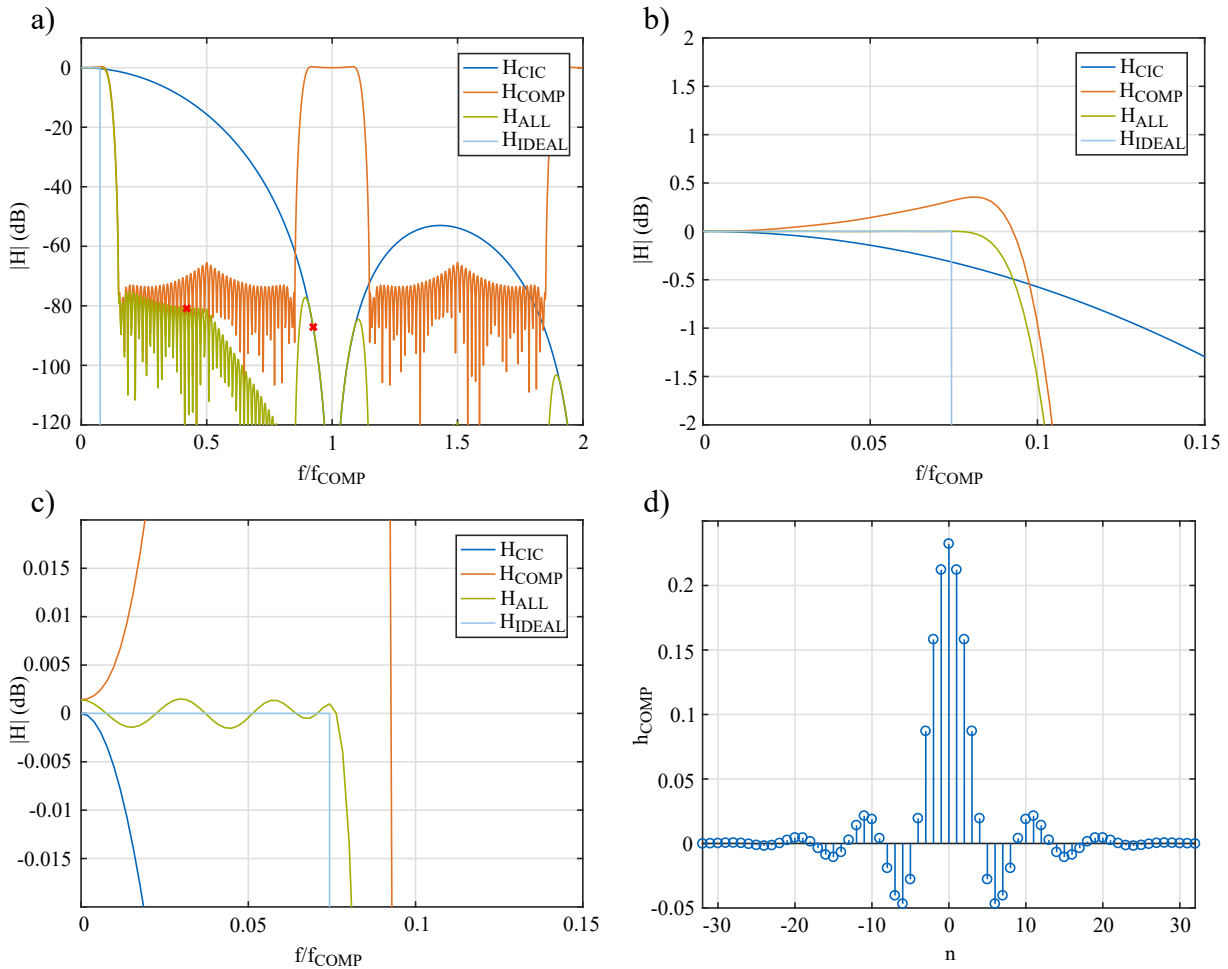 a)
0
-20
-40
-60
-80
-100
-120
|H| (dB)
0
0.5
1
1.5
2
f/fCOMP
HCIC
HCOMP
HALL
HIDEAL
b)
2
1.5
1
0.5
0
-0.5
-1
-1.5
-2
|H| (dB)
0
0.05
0.1
0.15
f/fCOMP
HCIC
HCOMP
HALL
HIDEAL
c)
0.015
0.01
0.005
0
-0.005
-0.01
-0.015
|H| (dB)
0
0.05
0.1
0.15
f/fCOMP
HCIC
HCOMP
HALL
HIDEAL
d)
0.2
0.15
0.1
0.05
0
-0.05
hCOMP
-30
-20
-10
0
10
20
30
n